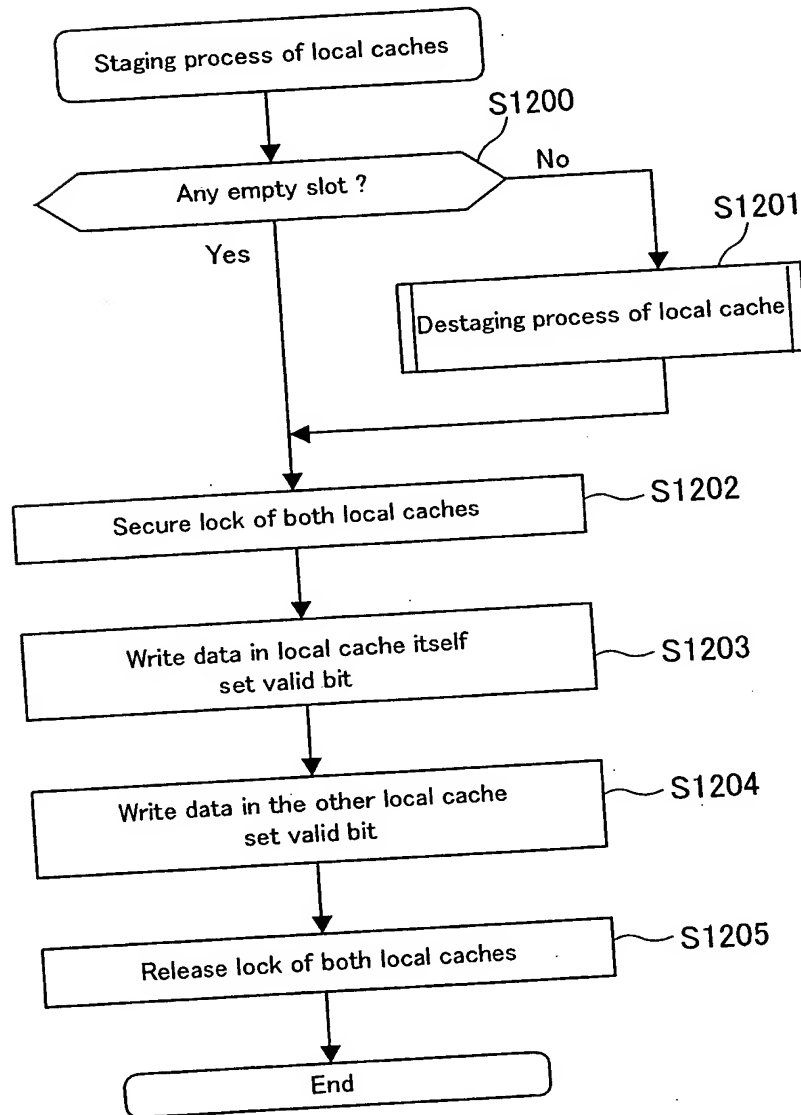 Staging process of local caches
S1200
Any empty slot ?
No
Yes
S1201
Destaging process of local cache
Secure lock of both local caches
S1202
Write data in local cache itself
set valid bit
S1203
Write data in the other local cache
set valid bit
S1204
Release lock of both local caches
S1205
End